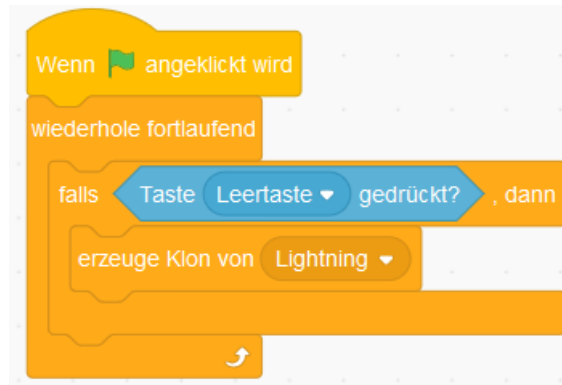 Wenn angeklickt wird
wiederhole fortlaufend
falls Taste Leertaste gedrückt? , dann
erzeuge Klon von Lightning